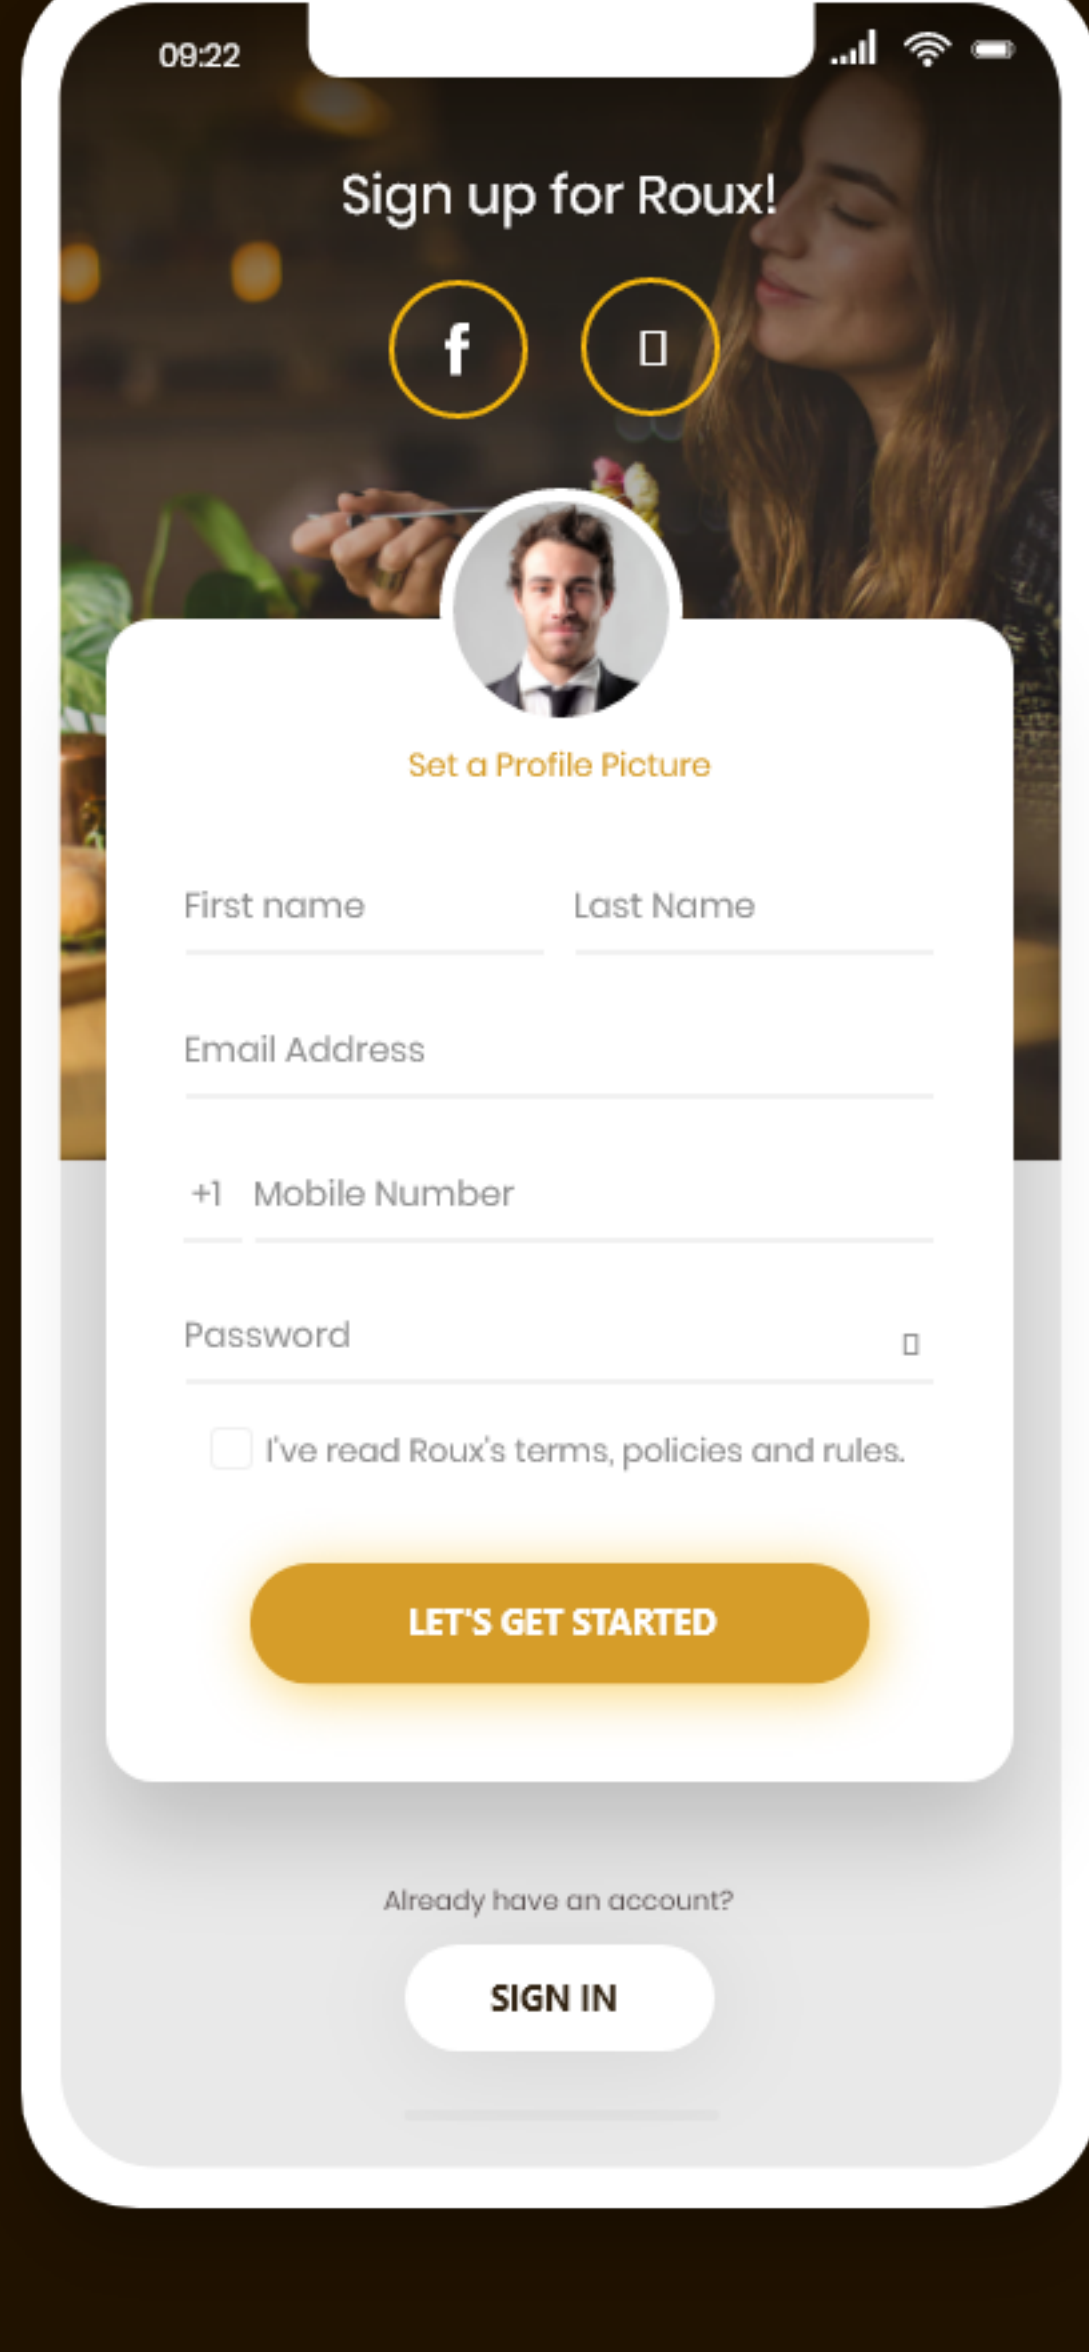 09:22
Sign up for Roux!
f
Set a Profile Picture
First name Last Name
Email Address
+1 Mobile Number
Password
I've read Roux's terms, policies and rules.
LET'S GET STARTED
Already have an account?
SIGN IN